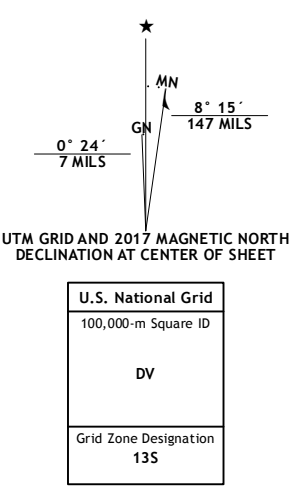 ★
MN
8° 15´
147 MILS
GN
0° 24´
7 MILS
UTM GRID AND 2017 MAGNETIC NORTH
DECLINATION AT CENTER OF SHEET
U.S. National Grid
100,000-m Square ID
DV
Grid Zone Designation
13S